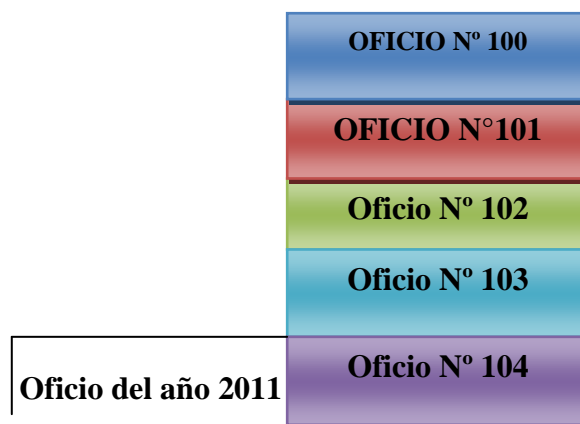 OFICIO Nº 100
OFICIO N°101
Oficio Nº 102
Oficio Nº 103
Oficio Nº 104
Oficio del año 2011